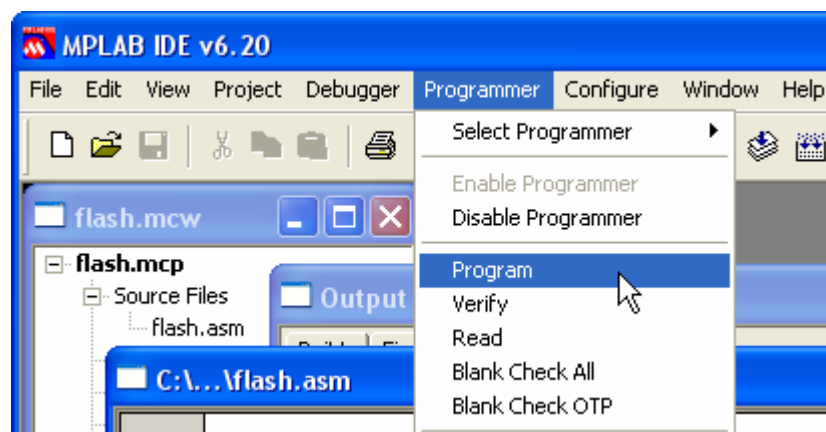 MPLAB IDE v6.20
File Edit View Project Debugger Programmer Configure Window Help
Select Programmer
Enable Programmer
Disable Programmer
Program
Verify
Read
Blank Check All
Blank Check OTP
flash.mcw
flash.mcp
Source Files
flash.asm
Output
C:\...\flash.asm